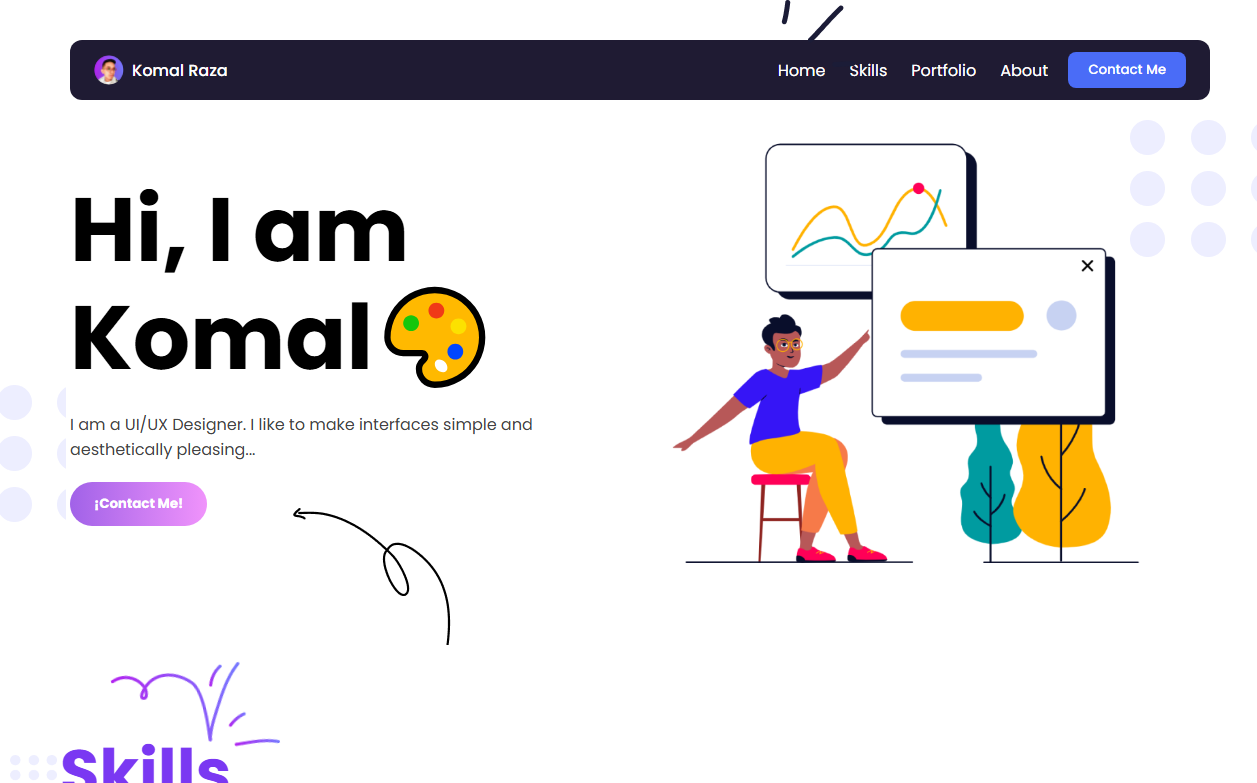 Komal Raza
Home Skills Portfolio About Contact Me
Hi, I am
Komal
I am a UI/UX Designer. I like to make interfaces simple and
aesthetically pleasing...
¡Contact Me!
Skills